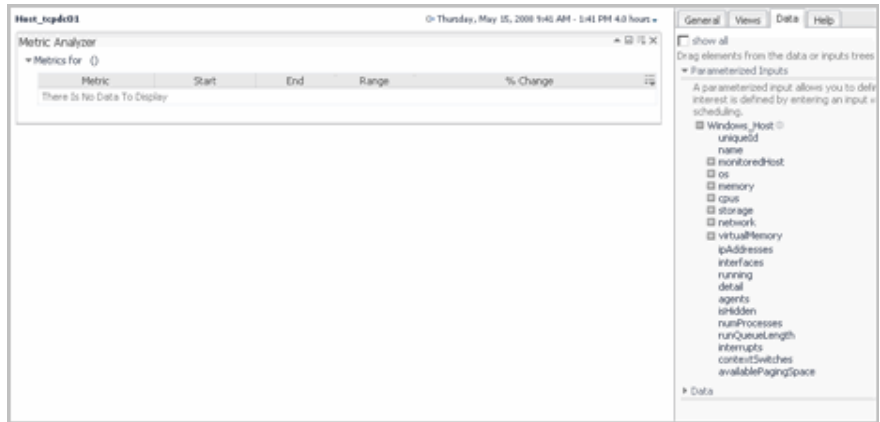 Host_tcpdc01
Thursday, May 15, 2008 9:41 AM - 1:41 PM 4.0 hours
Metric Analyzer
Metrics for ()
Metric Start End Range % Change
There Is No Data To Display
General Views Data Help
show all
Drag elements from the data or inputs trees
Parameterized Inputs
A parameterized input allows you to defin
interest is defined by entering an input v
scheduling.
Windows_Host
uniqueId
name
monitoredHost
os
memory
cpus
storage
network
virtualMemory
ipAddresses
interfaces
running
detail
agents
isHidden
numProcesses
runQueueLength
interrupts
contextSwitches
availablePagingSpace
Data